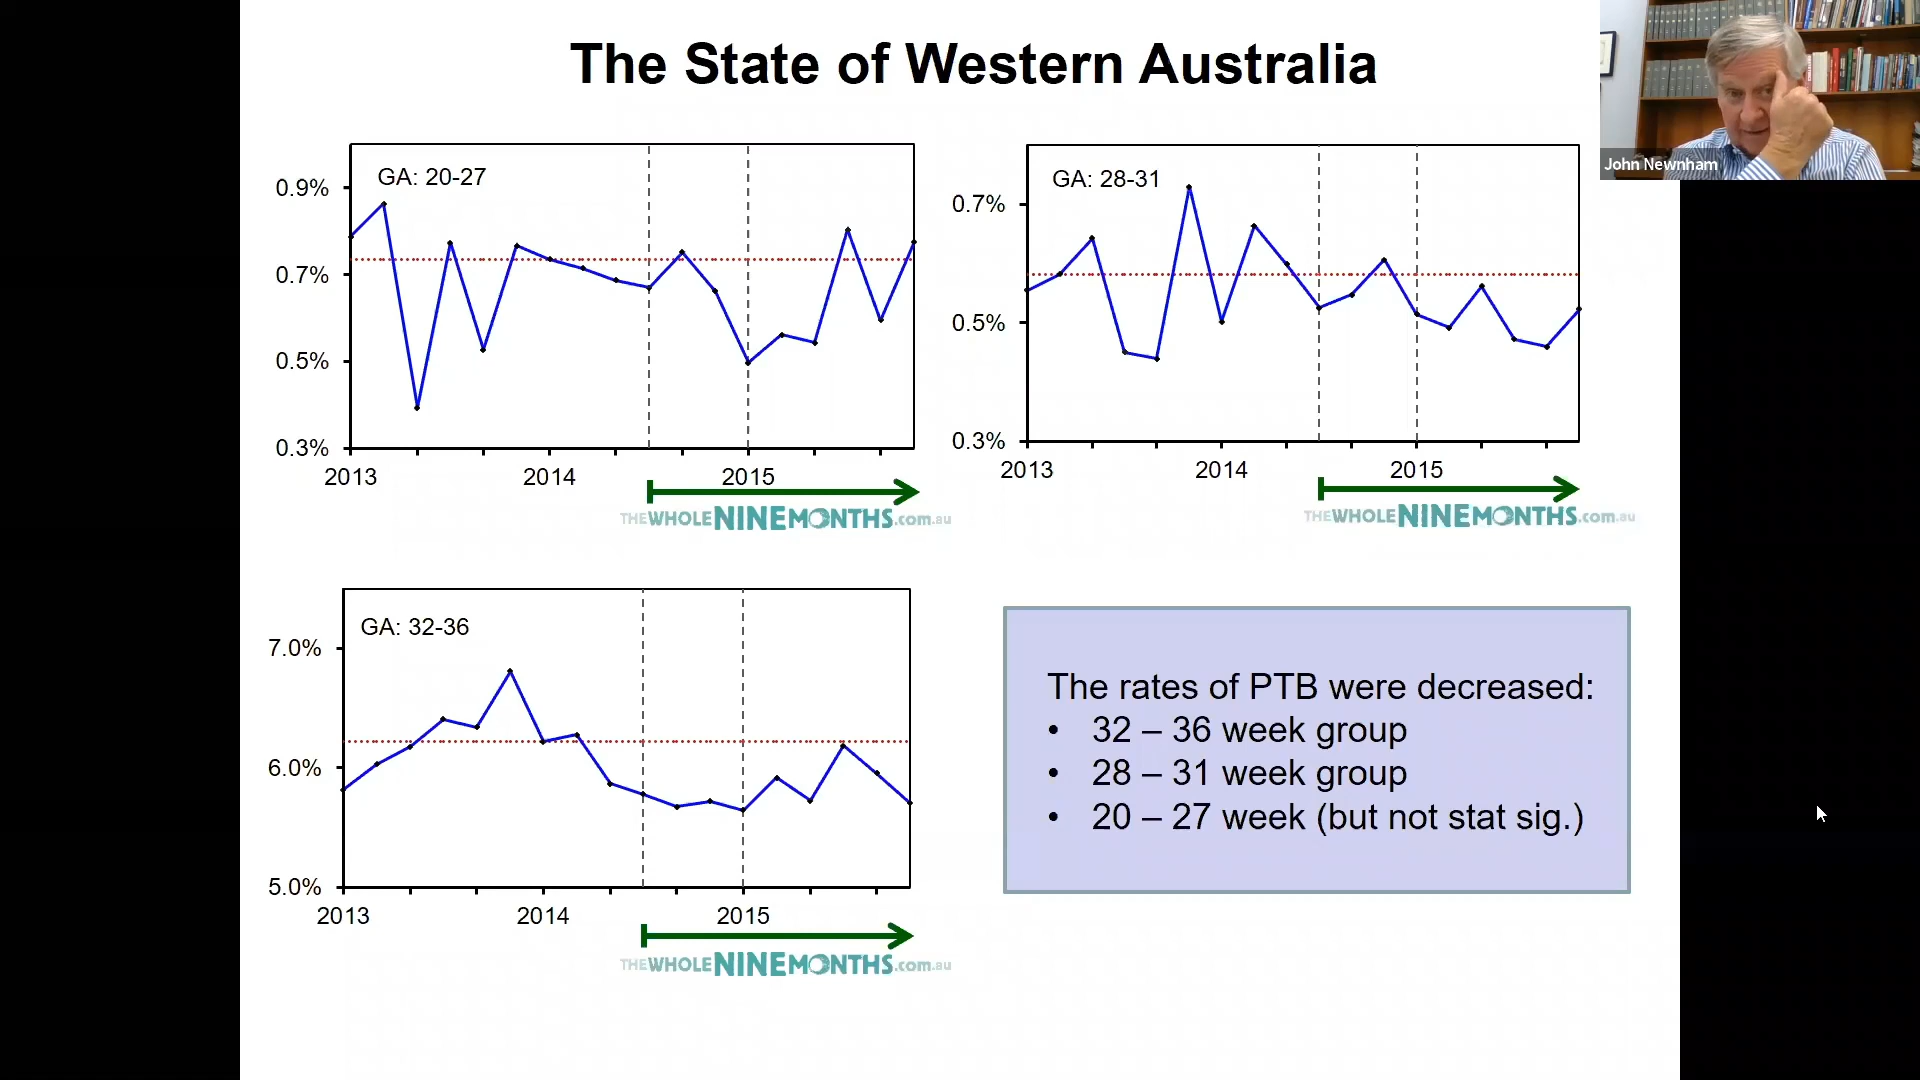 The State of Western Australia
John Newnham
GA: 20-27
0.9%
0.7%
0.5%
0.3%
2013
2014
2015
THEWHOLENINEMONTHS.com.au
GA: 28-31
0.7%
0.5%
0.3%
2013
2014
2015
THEWHOLENINEMONTHS.com.au
GA: 32-36
7.0%
6.0%
5.0%
2013
2014
2015
THEWHOLENINEMONTHS.com.au
The rates of PTB were decreased:
• 32 – 36 week group
• 28 – 31 week group
• 20 – 27 week (but not stat sig.)